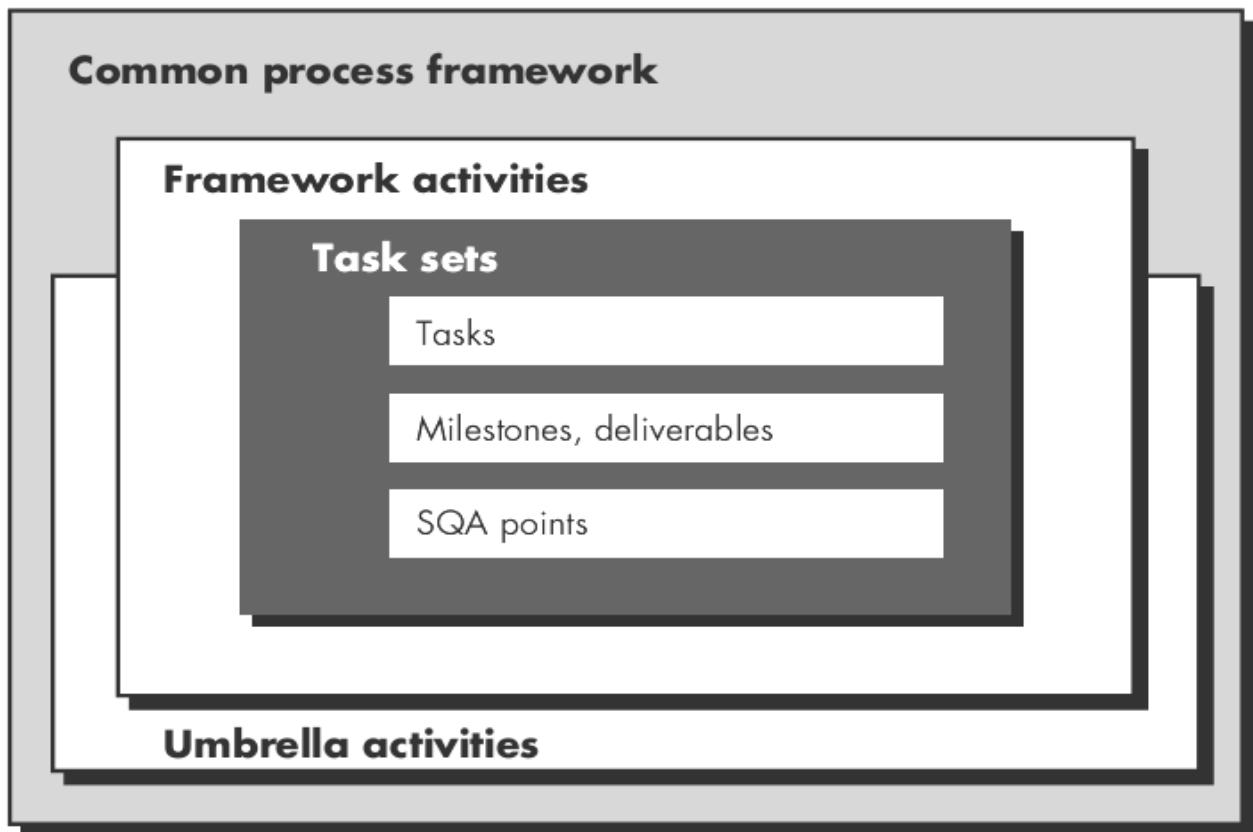 Common process framework
Framework activities
Task sets
Tasks
Milestones, deliverables
SQA points
Umbrella activities